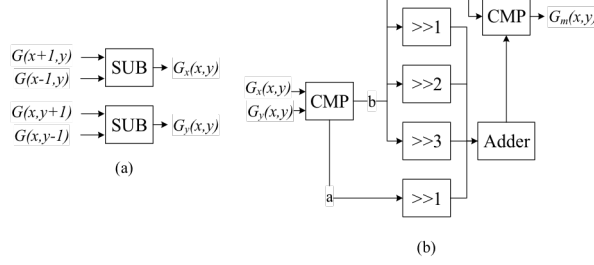 G(x+1,y)
G(x-1,y)
SUB
Gx(x,y)
G(x,y+1)
G(x,y-1)
SUB
Gy(x,y)
(a)
Gx(x,y)
Gy(x,y)
CMP
b
a
>>1
>>2
>>3
>>1
Adder
CMP
Gm(x,y)
(b)